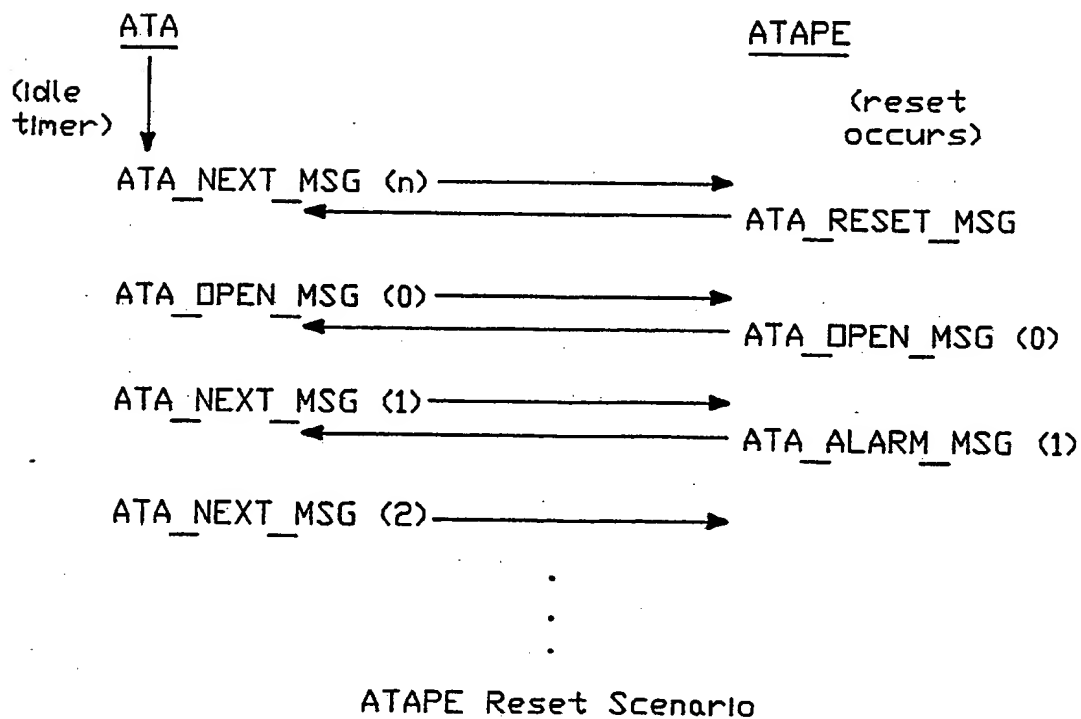 ATA
ATAPE
(idle
timer)
(reset
occurs)
ATA_NEXT_MSG (n)
ATA_RESET_MSG
ATA_OPEN_MSG (0)
ATA_OPEN_MSG (0)
ATA_NEXT_MSG (1)
ATA_ALARM_MSG (1)
ATA_NEXT_MSG (2)
ATAPE Reset Scenario